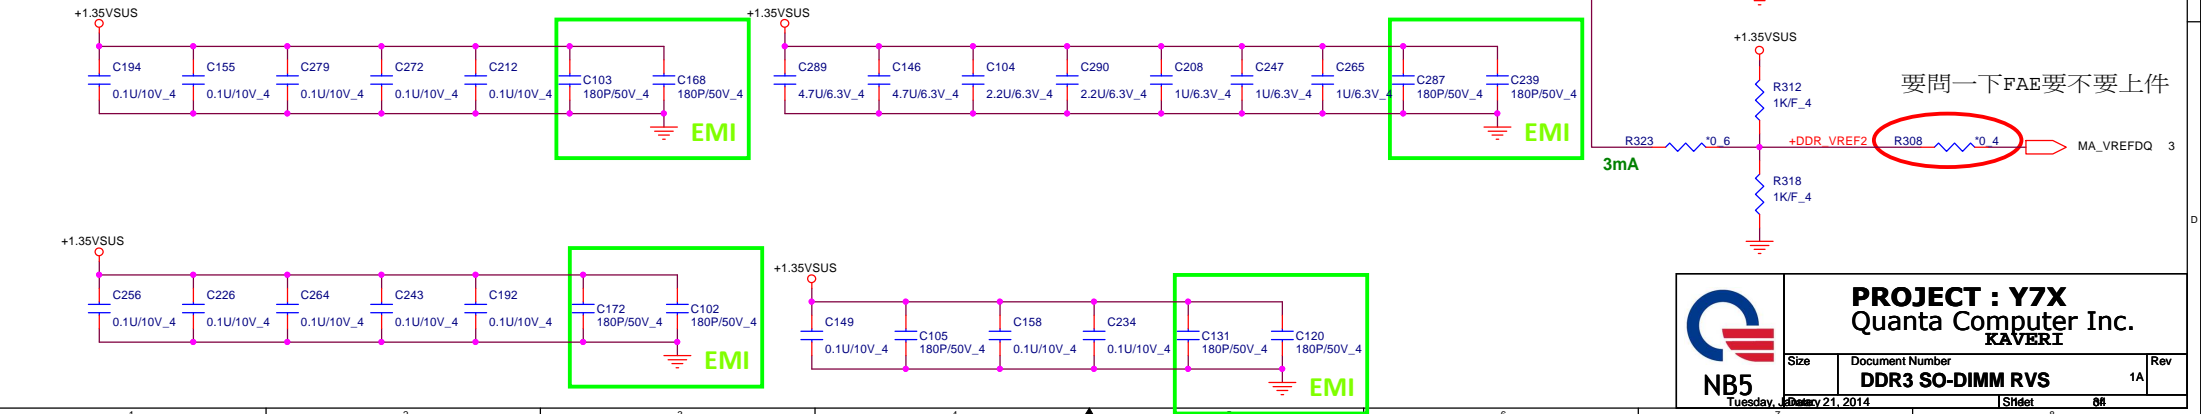 +1.35VSUS
C194
0.1U/10V_4
C155
0.1U/10V_4
C279
0.1U/10V_4
C272
0.1U/10V_4
C212
0.1U/10V_4
C103
180P/50V_4
C168
180P/50V_4
EMI
+1.35VSUS
C289
4.7U/6.3V_4
C146
4.7U/6.3V_4
C104
2.2U/6.3V_4
C290
2.2U/6.3V_4
C208
1U/6.3V_4
C247
1U/6.3V_4
C265
1U/6.3V_4
C287
180P/50V_4
C239
180P/50V_4
EMI
+1.35VSUS
R312
1K/F_4
要問一下FAE要不要上件
R323
*0_6
3mA
+DDR_VREF2
R308
*0_4
MA_VREFDQ 3
R318
1K/F_4
D
+1.35VSUS
C256
0.1U/10V_4
C226
0.1U/10V_4
C264
0.1U/10V_4
C243
0.1U/10V_4
C192
0.1U/10V_4
C172
180P/50V_4
C102
180P/50V_4
EMI
+1.35VSUS
C149
0.1U/10V_4
C105
180P/50V_4
C158
0.1U/10V_4
C234
0.1U/10V_4
C131
180P/50V_4
C120
180P/50V_4
EMI
NB5
PROJECT : Y7X
Quanta Computer Inc.
KAVERI
Size
Document Number
Rev
DDR3 SO-DIMM RVS
1A
Tuesday, January 21, 2014
Sheet